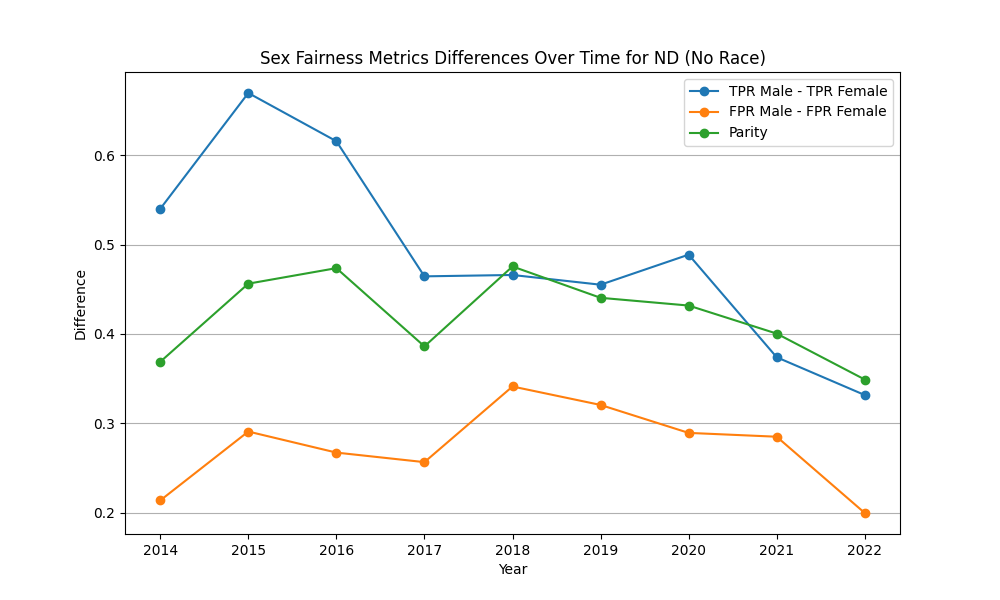 Sex Fairness Metrics Differences Over Time for ND (No Race)
TPR Male - TPR Female
FPR Male - FPR Female
Parity
0.6
0.5
0.4
0.3
0.2
Difference
2014 2015 2016 2017 2018 2019 2020 2021 2022
Year